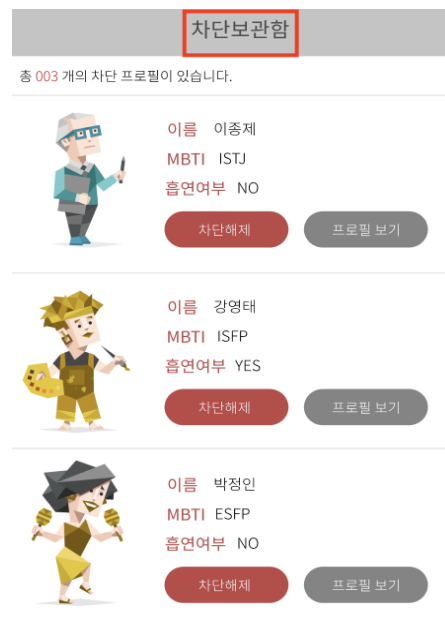 차단보관함
총 003 개의 차단 프로필이 있습니다.
이름 이종제
MBTI ISTJ
흡연여부 NO
차단해제 프로필 보기
이름 강영태
MBTI ISFP
흡연여부 YES
차단해제 프로필 보기
이름 박정인
MBTI ESFP
흡연여부 NO
차단해제 프로필 보기